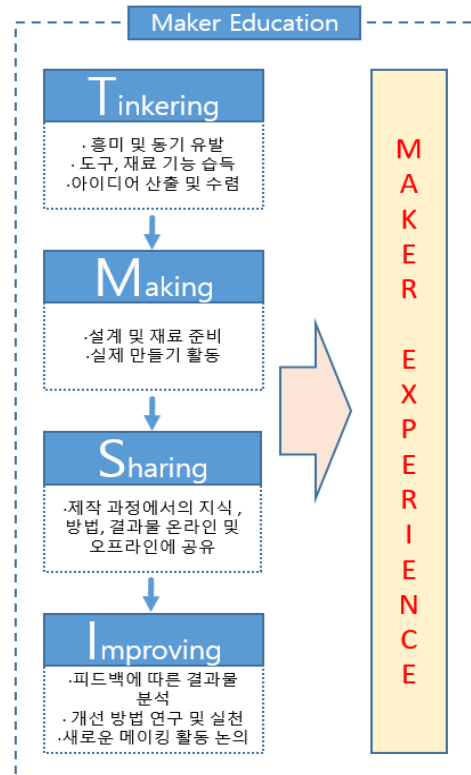 Maker Education
Tinkering
·흥미 및 동기 유발
·도구, 재료 기능 습득
·아이디어 산출 및 수렴
Making
·설계 및 재료 준비
·실제 만들기 활동
Sharing
·제작 과정에서의 지식 ,
방법, 결과물 온라인 및
오프라인에 공유
Improving
·피드백에 따른 결과물
분석
·개선 방법 연구 및 실천
·새로운 메이킹 활동 논의
MAKER EXPERIENCE